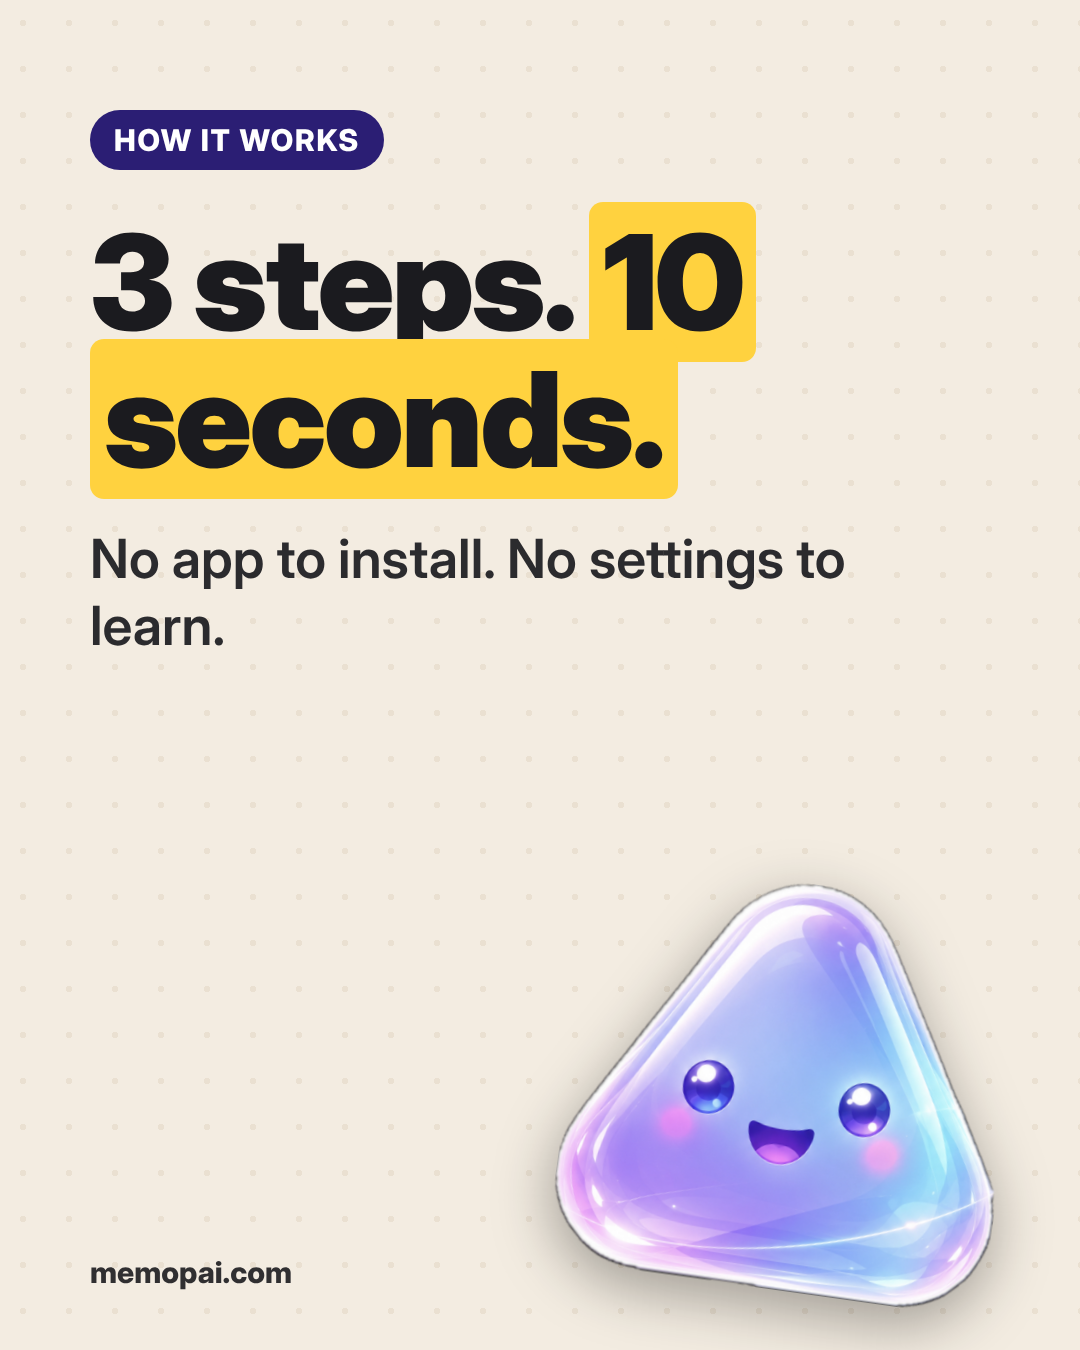 HOW IT WORKS
3 steps. 10
seconds.
No app to install. No settings to
learn.
memopai.com